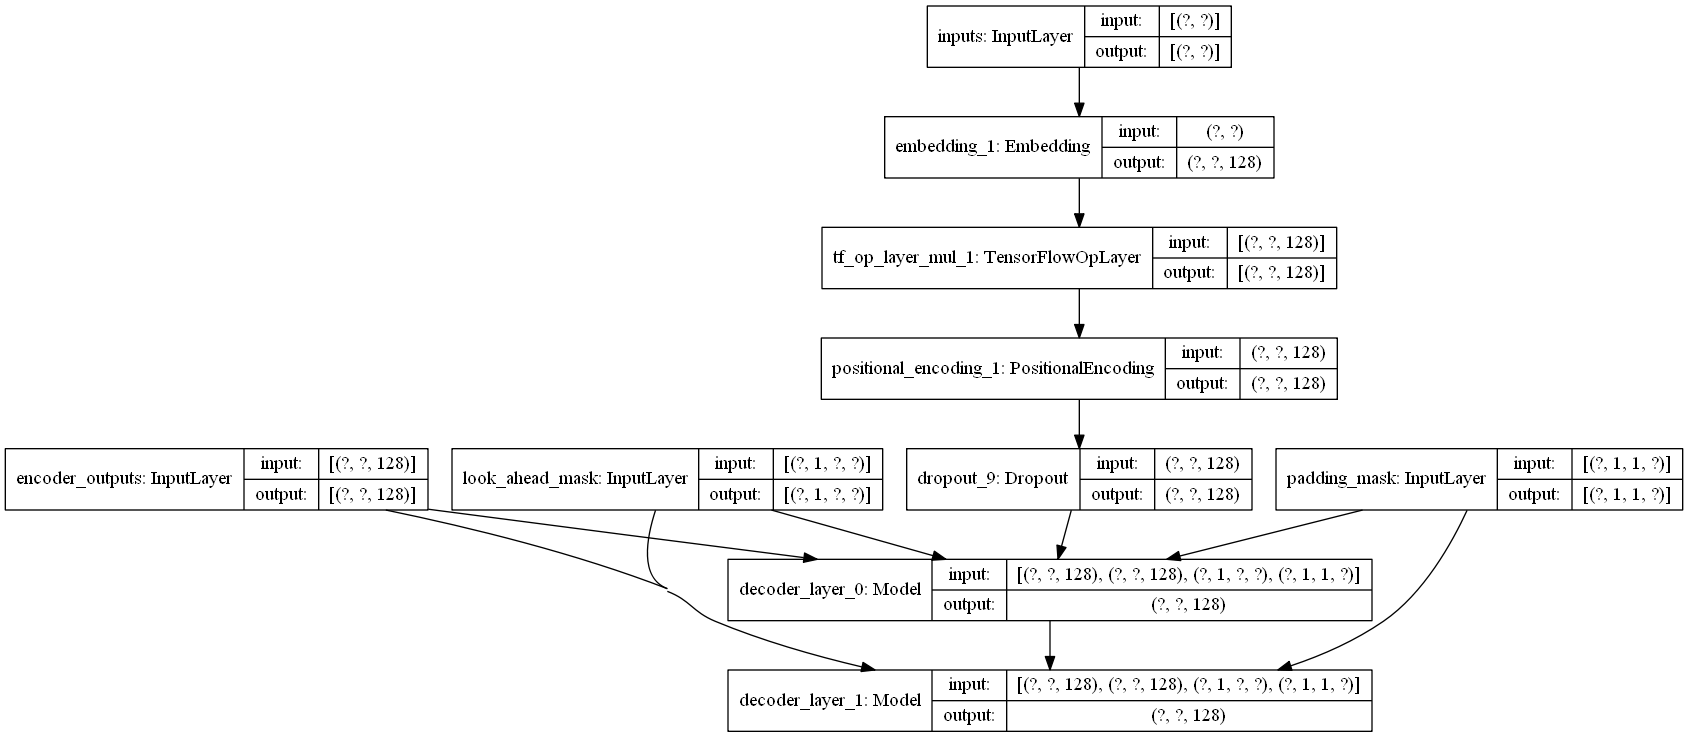 inputs: InputLayer
input:
[(?, ?)]
output:
[(?, ?)]
embedding_1: Embedding
input:
(?, ?)
output:
(?, ?, 128)
tf_op_layer_mul_1: TensorFlowOpLayer
input:
[(?, ?, 128)]
output:
[(?, ?, 128)]
positional_encoding_1: PositionalEncoding
input:
(?, ?, 128)
output:
(?, ?, 128)
encoder_outputs: InputLayer
input:
[(?, ?, 128)]
output:
[(?, ?, 128)]
look_ahead_mask: InputLayer
input:
[(?, 1, ?, ?)]
output:
[(?, 1, ?, ?)]
dropout_9: Dropout
input:
(?, ?, 128)
output:
(?, ?, 128)
padding_mask: InputLayer
input:
[(?, 1, 1, ?)]
output:
[(?, 1, 1, ?)]
decoder_layer_0: Model
input:
[(?, ?, 128), (?, ?, 128), (?, 1, ?, ?), (?, 1, 1, ?)]
output:
(?, ?, 128)
decoder_layer_1: Model
input:
[(?, ?, 128), (?, ?, 128), (?, 1, ?, ?), (?, 1, 1, ?)]
output:
(?, ?, 128)